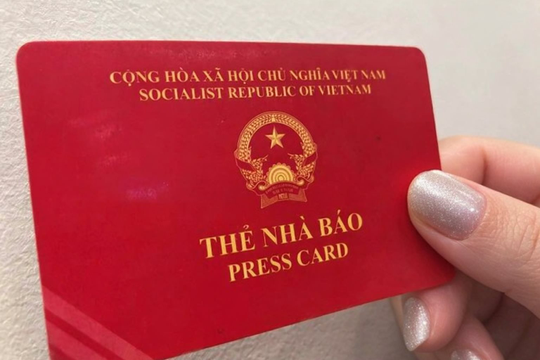 CỘNG HÒA XÃ HỘI CHỦ NGHĨA VIỆT NAM
SOCIALIST REPUBLIC OF VIETNAM
THẺ NHÀ BÁO
PRESS CARD